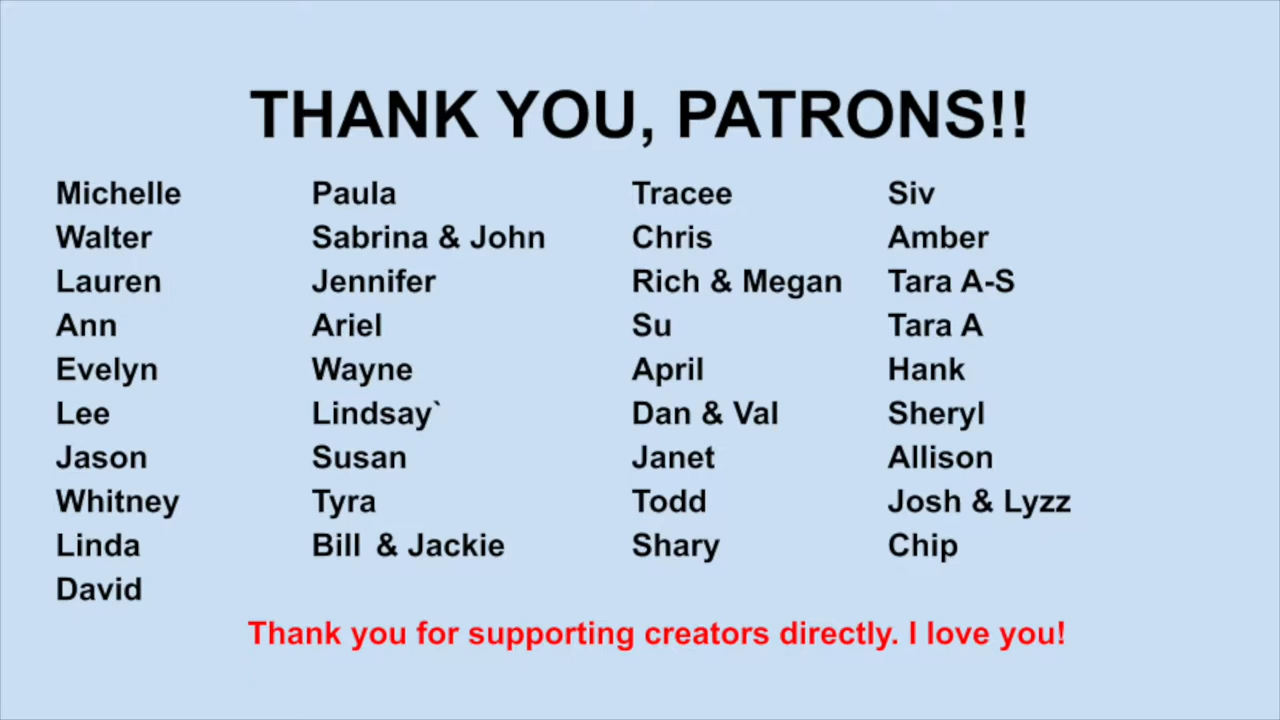 THANK YOU, PATRONS!!
Michelle Paula Tracee Siv
Walter Sabrina & John Chris Amber
Lauren Jennifer Rich & Megan Tara A-S
Ann Ariel Su Tara A
Evelyn Wayne April Hank
Lee Lindsay` Dan & Val Sheryl
Jason Susan Janet Allison
Whitney Tyra Todd Josh & Lyzz
Linda Bill & Jackie Shary Chip
David
Thank you for supporting creators directly. I love you!